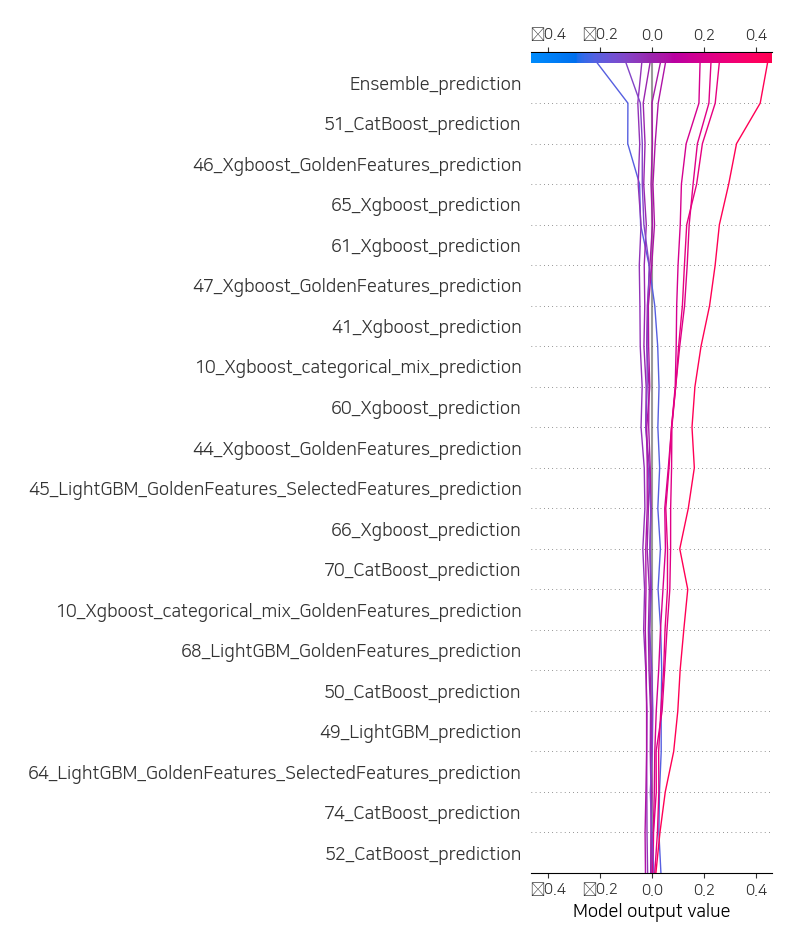 ▯0.4 ▯0.2 0.0 0.2 0.4
Ensemble_prediction
51_CatBoost_prediction
46_Xgboost_GoldenFeatures_prediction
65_Xgboost_prediction
61_Xgboost_prediction
47_Xgboost_GoldenFeatures_prediction
41_Xgboost_prediction
10_Xgboost_categorical_mix_prediction
60_Xgboost_prediction
44_Xgboost_GoldenFeatures_prediction
45_LightGBM_GoldenFeatures_SelectedFeatures_prediction
66_Xgboost_prediction
70_CatBoost_prediction
10_Xgboost_categorical_mix_GoldenFeatures_prediction
68_LightGBM_GoldenFeatures_prediction
50_CatBoost_prediction
49_LightGBM_prediction
64_LightGBM_GoldenFeatures_SelectedFeatures_prediction
74_CatBoost_prediction
52_CatBoost_prediction
▯0.4 ▯0.2 0.0 0.2 0.4
Model output value